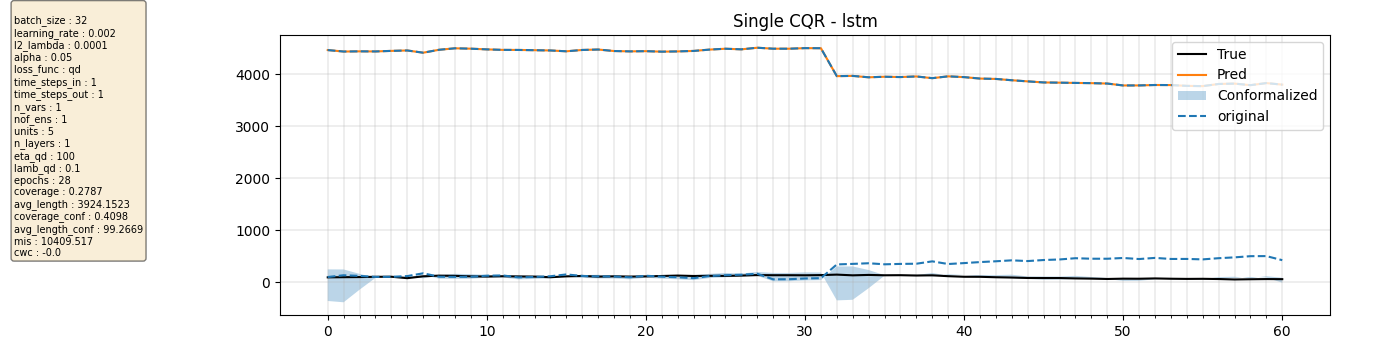 batch_size : 32
learning_rate : 0.002
l2_lambda : 0.0001
alpha : 0.05
loss_func : qd
time_steps_in : 1
time_steps_out : 1
n_vars : 1
nof_ens : 1
units : 5
n_layers : 1
eta_qd : 100
lamb_qd : 0.1
epochs : 28
coverage : 0.2787
avg_length : 3924.1523
coverage_conf : 0.4098
avg_length_conf : 99.2669
mis : 10409.517
cwc : -0.0
Single CQR - lstm
4000
3000
2000
1000
0
True
Pred
Conformalized
original
0 10 20 30 40 50 60